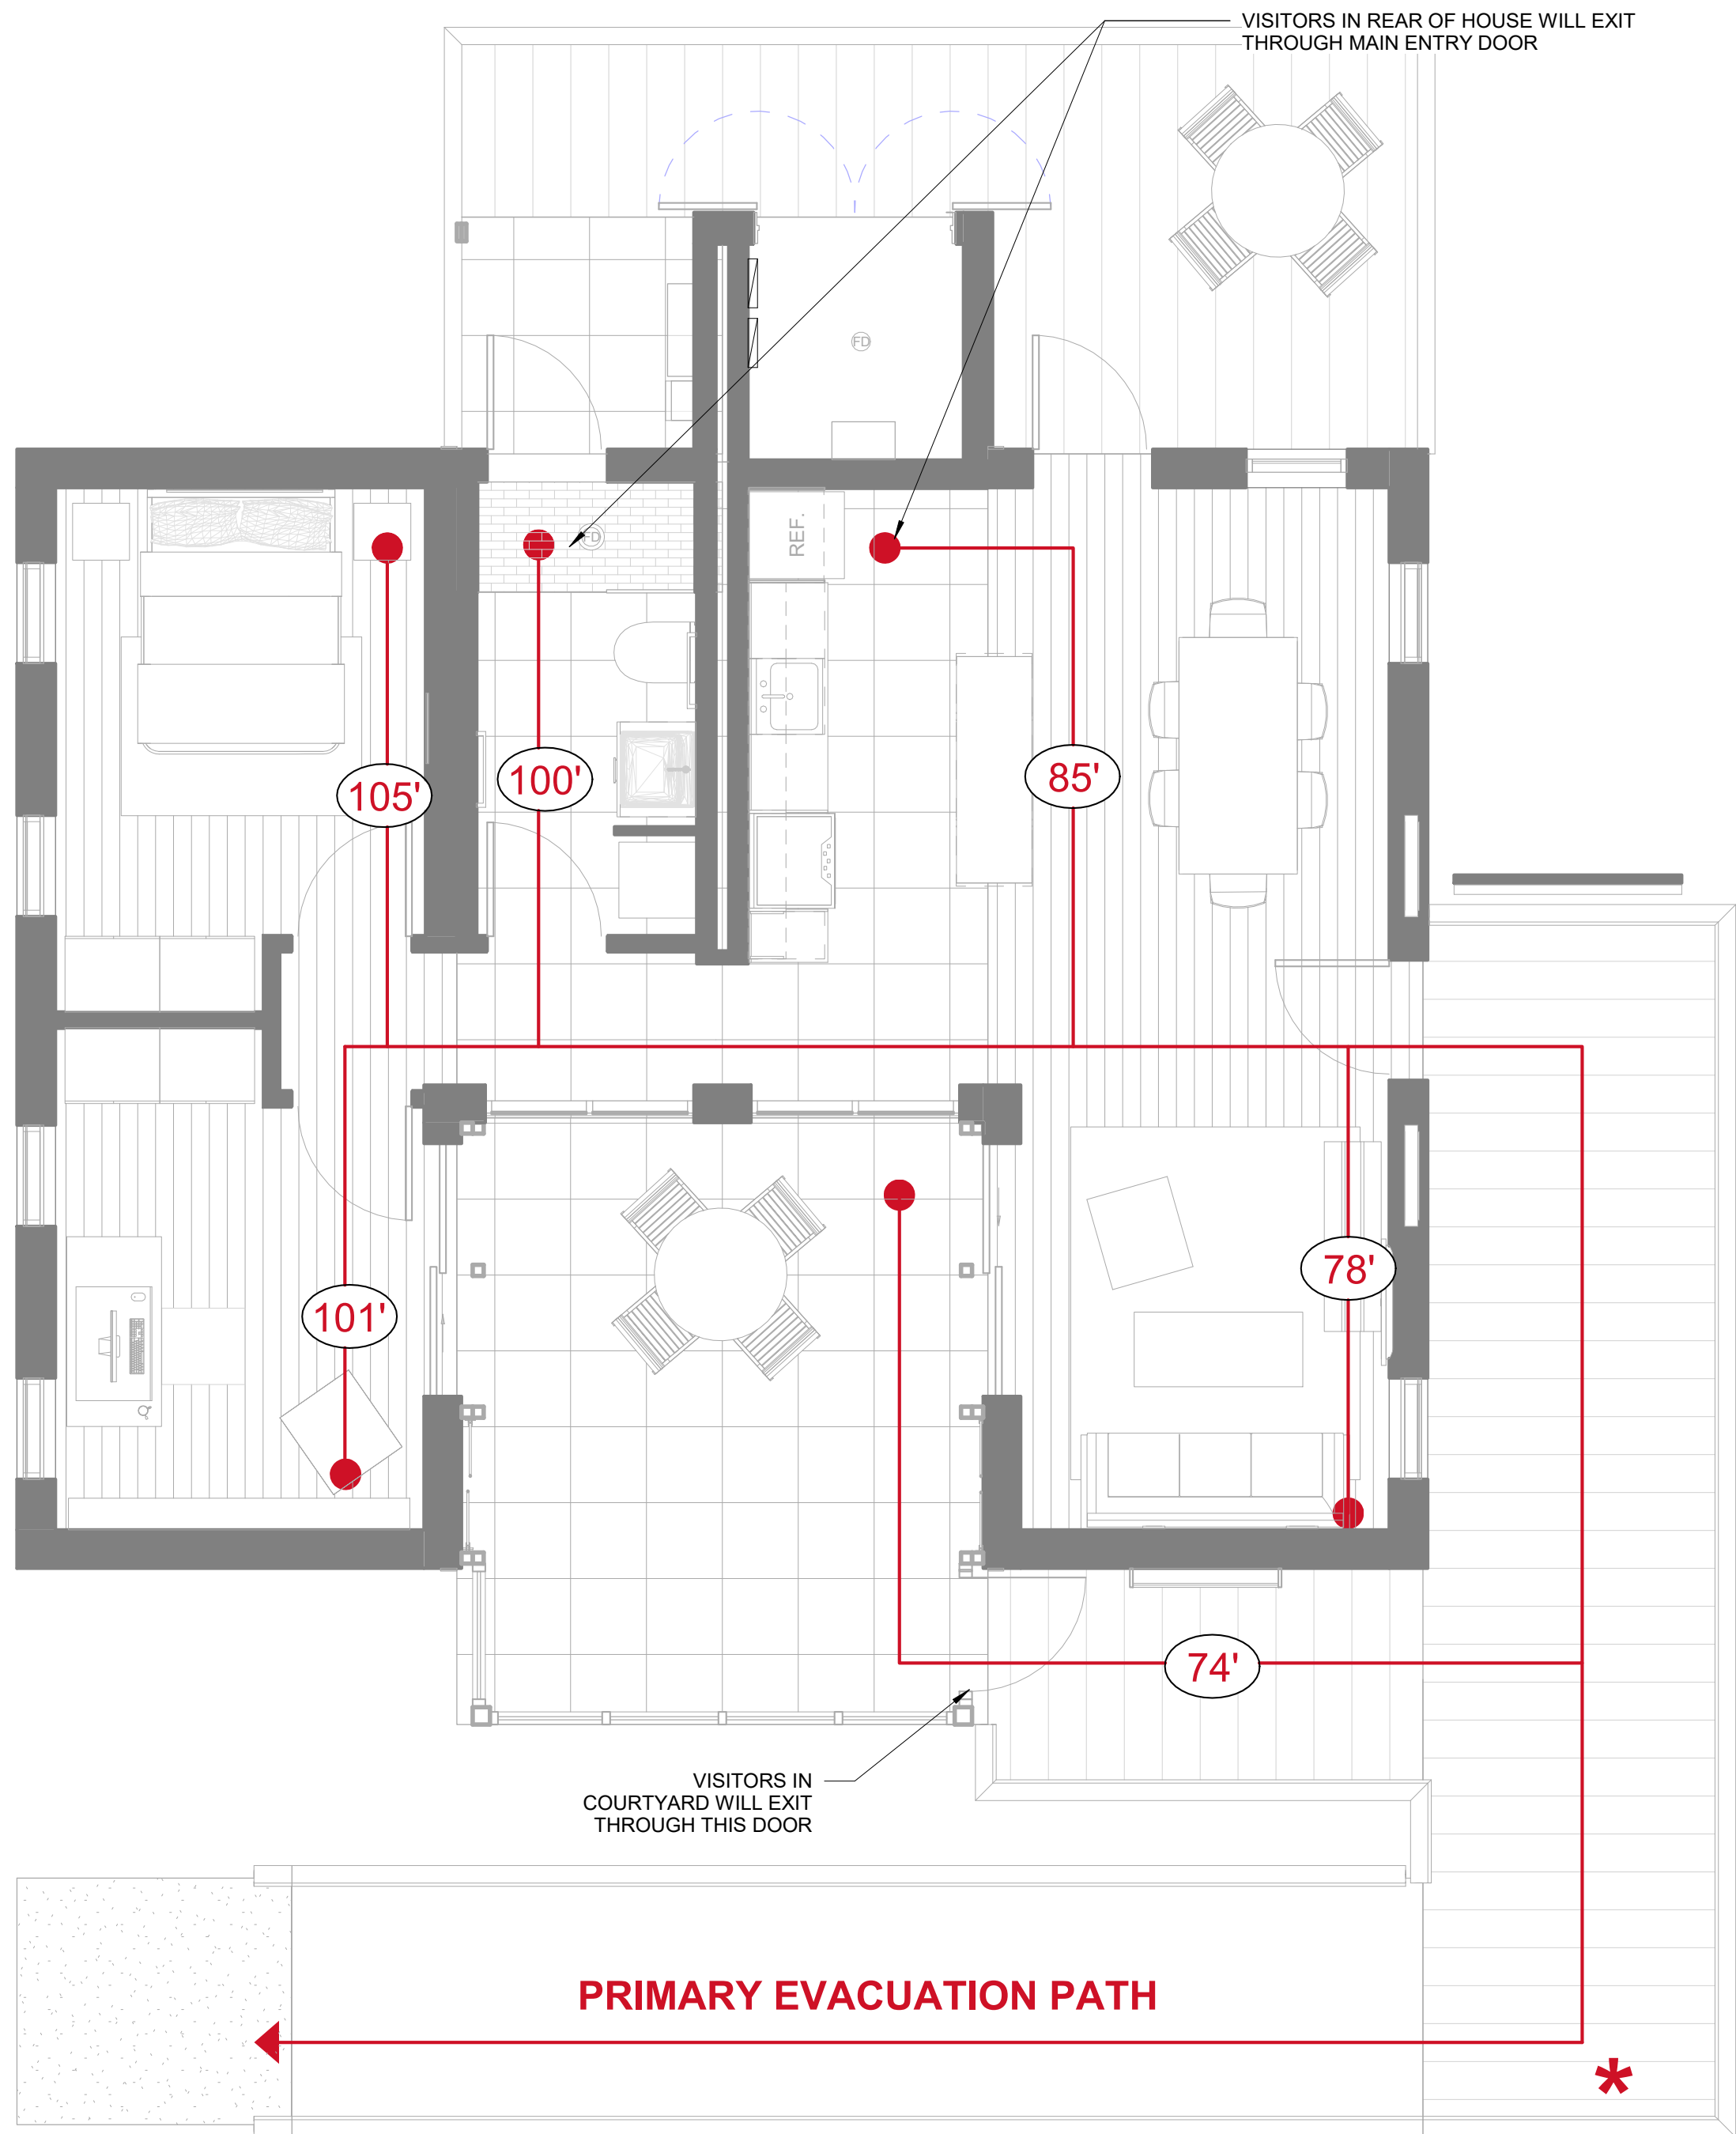 VISITORS IN REAR OF HOUSE WILL EXIT
THROUGH MAIN ENTRY DOOR
FD
REF.
FD
105'
100'
85'
101'
78'
74'
VISITORS IN
COURTYARD WILL EXIT
THROUGH THIS DOOR
PRIMARY EVACUATION PATH
*